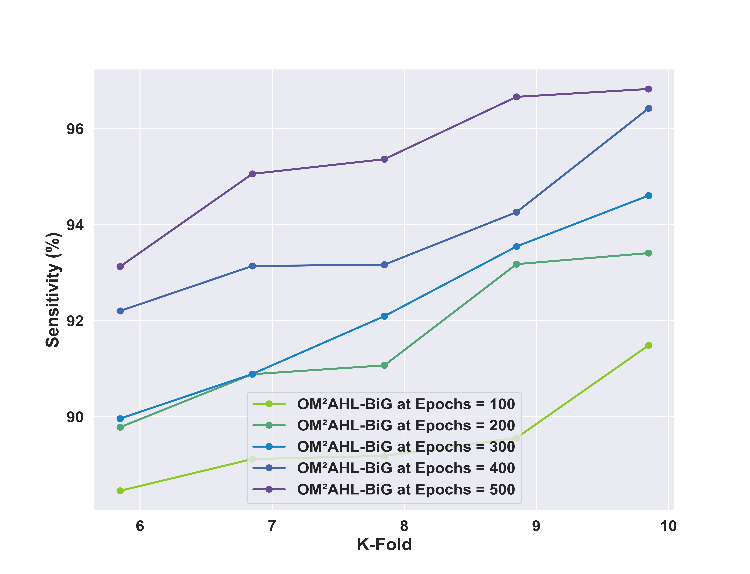 96
94
92
90
Sensitivity (%)
OM²AHL-BiG at Epochs = 100
OM²AHL-BiG at Epochs = 200
OM²AHL-BiG at Epochs = 300
OM²AHL-BiG at Epochs = 400
OM²AHL-BiG at Epochs = 500
6 7 8 9 10
K-Fold